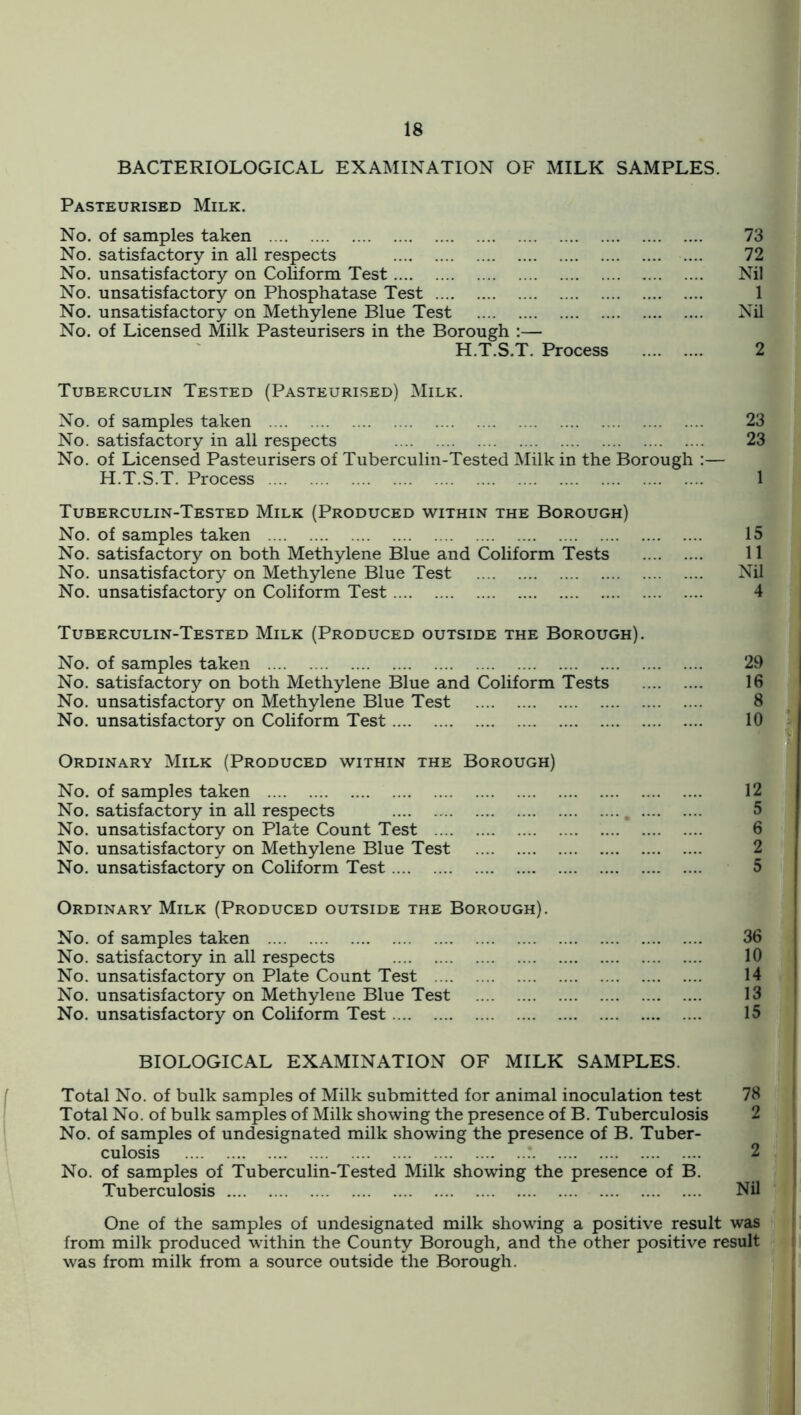 18
BACTERIOLOGICAL EXAMINATION OF MILK SAMPLES.
PASTEURISED MILK.
No. of samples taken .... .... .... .... .... .... .... .... .... .... .... 73
No. satisfactory in all respects .... .... .... .... .... .... .... .... 72
No. unsatisfactory on Coliform Test .... .... .... .... .... .... .... .... Nil
No. unsatisfactory on Phosphatase Test .... .... .... .... .... .... .... 1
No. unsatisfactory on Methylene Blue Test .... .... .... .... .... .... Nil
No. of Licensed Milk Pasteurisers in the Borough :—
H.T.S.T. Process .... .... 2
TUBERCULIN TESTED (PASTEURISED) MILK.
No. of samples taken .... .... .... .... .... .... .... .... .... .... .... 23
No. satisfactory in all respects .... .... .... .... .... .... .... .... 23
No. of Licensed Pasteurisers of Tuberculin-Tested Milk in the Borough :—
H.T.S.T. Process .... .... .... .... .... .... .... .... .... .... .... 1
TUBERCULIN-TESTED MILK (PRODUCED WITHIN THE BOROUGH)
No. of samples taken .... .... .... .... .... .... .... .... .... .... .... 15
No. satisfactory on both Methylene Blue and Coliform Tests .... .... 11
No. unsatisfactory on Methylene Blue Test .... .... .... .... .... .... Nil
No. unsatisfactory on Coliform Test .... .... .... .... .... .... .... .... 4
TUBERCULIN-TESTED MILK (PRODUCED OUTSIDE THE BOROUGH).
No. of samples taken .... .... .... .... .... .... .... .... .... .... .... 29
No. satisfactory on both Methylene Blue and Coliform Tests .... .... 16
No. unsatisfactory on Methylene Blue Test .... .... .... .... .... .... 8
No. unsatisfactory on Coliform Test .... .... .... .... .... .... .... .... 10
ORDINARY MILK (PRODUCED WITHIN THE BOROUGH)
No. of samples taken .... .... .... .... .... .... .... .... .... .... .... 12
No. satisfactory in all respects .... .... .... .... .... .... .... .... 5
No. unsatisfactory on Plate Count Test .... .... .... .... .... .... .... 6
No. unsatisfactory on Methylene Blue Test .... .... .... .... .... .... 2
No. unsatisfactory on Coliform Test .... .... .... .... .... .... .... .... 5
ORDINARY MILK (PRODUCED OUTSIDE THE BOROUGH).
No. of samples taken .... .... .... .... .... .... .... .... .... .... .... 36
No. satisfactory in all respects .... .... .... .... .... .... .... .... 10
No. unsatisfactory on Plate Count Test .... .... .... .... .... .... .... 14
No. unsatisfactory on Methylene Blue Test .... .... .... .... .... .... 13
No. unsatisfactory on Coliform Test .... .... .... .... .... .... .... .... 15
BIOLOGICAL EXAMINATION OF MILK SAMPLES.
Total No. of bulk samples of Milk submitted for animal inoculation test 78
Total No. of bulk samples of Milk showing the presence of B. Tuberculosis 2
No. of samples of undesignated milk showing the presence of B. Tuber-
culosis .... .... .... .... .... .... .... .... .... .... .... .... .... 2
No. of samples of Tuberculin-Tested Milk showing the presence of B.
Tuberculosis .... .... .... .... .... .... .... .... .... .... .... .... Nil
One of the samples of undesignated milk showing a positive result was
from milk produced within the County Borough, and the other positive result
was from milk from a source outside the Borough.